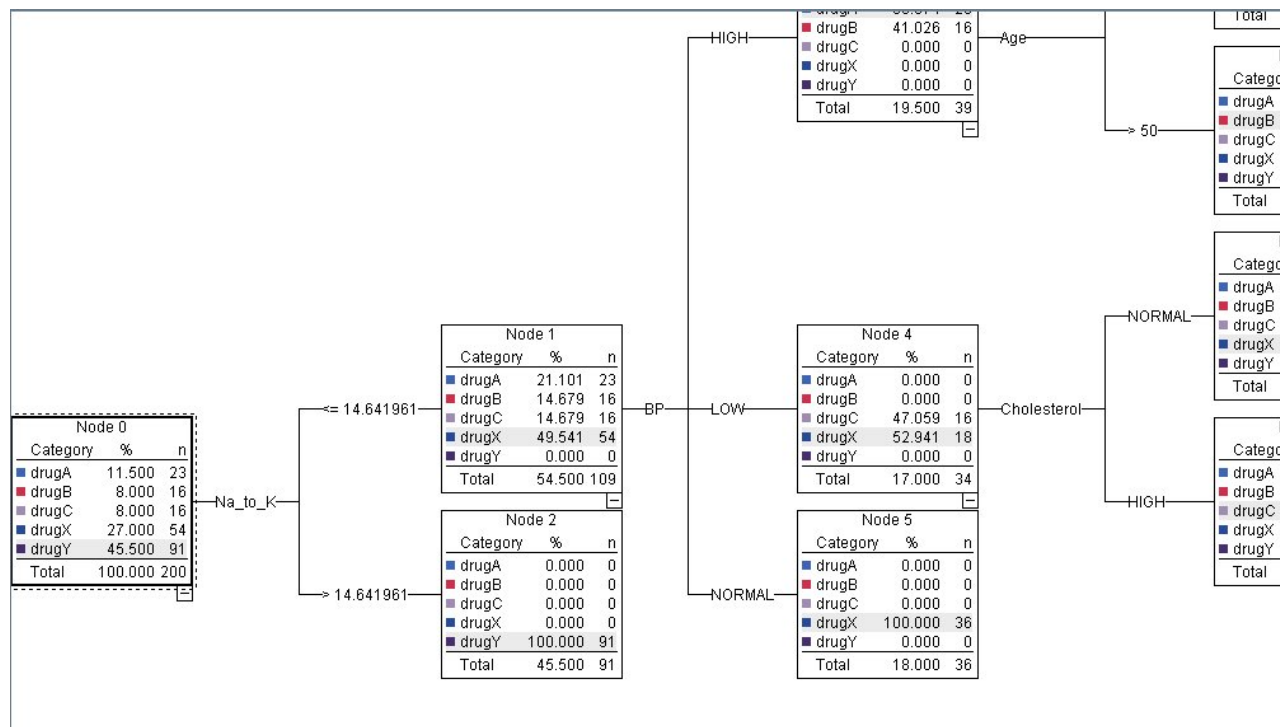 drugB 41.026 16
drugC 0.000 0
drugX 0.000 0
drugY 0.000 0
Total 19.500 39
HIGH
Age
Total
drugA
drugB
drugC
drugX
drugY
Total
> 50
Node 1
Category % n
drugA 21.101 23
drugB 14.679 16
drugC 14.679 16
drugX 49.541 54
drugY 0.000 0
Total 54.500 109
<= 14.641961
BP
LOW
Node 4
Category % n
drugA 0.000 0
drugB 0.000 0
drugC 47.059 16
drugX 52.941 18
drugY 0.000 0
Total 17.000 34
Cholesterol
NORMAL
drugA
drugB
drugC
drugX
drugY
Total
HIGH
drugA
drugB
drugC
drugX
drugY
Total
Node 0
Category % n
drugA 11.500 23
drugB 8.000 16
drugC 8.000 16
drugX 27.000 54
drugY 45.500 91
Total 100.000 200
Na_to_K
> 14.641961
Node 2
Category % n
drugA 0.000 0
drugB 0.000 0
drugC 0.000 0
drugX 0.000 0
drugY 100.000 91
Total 45.500 91
NORMAL
Node 5
Category % n
drugA 0.000 0
drugB 0.000 0
drugC 0.000 0
drugX 100.000 36
drugY 0.000 0
Total 18.000 36